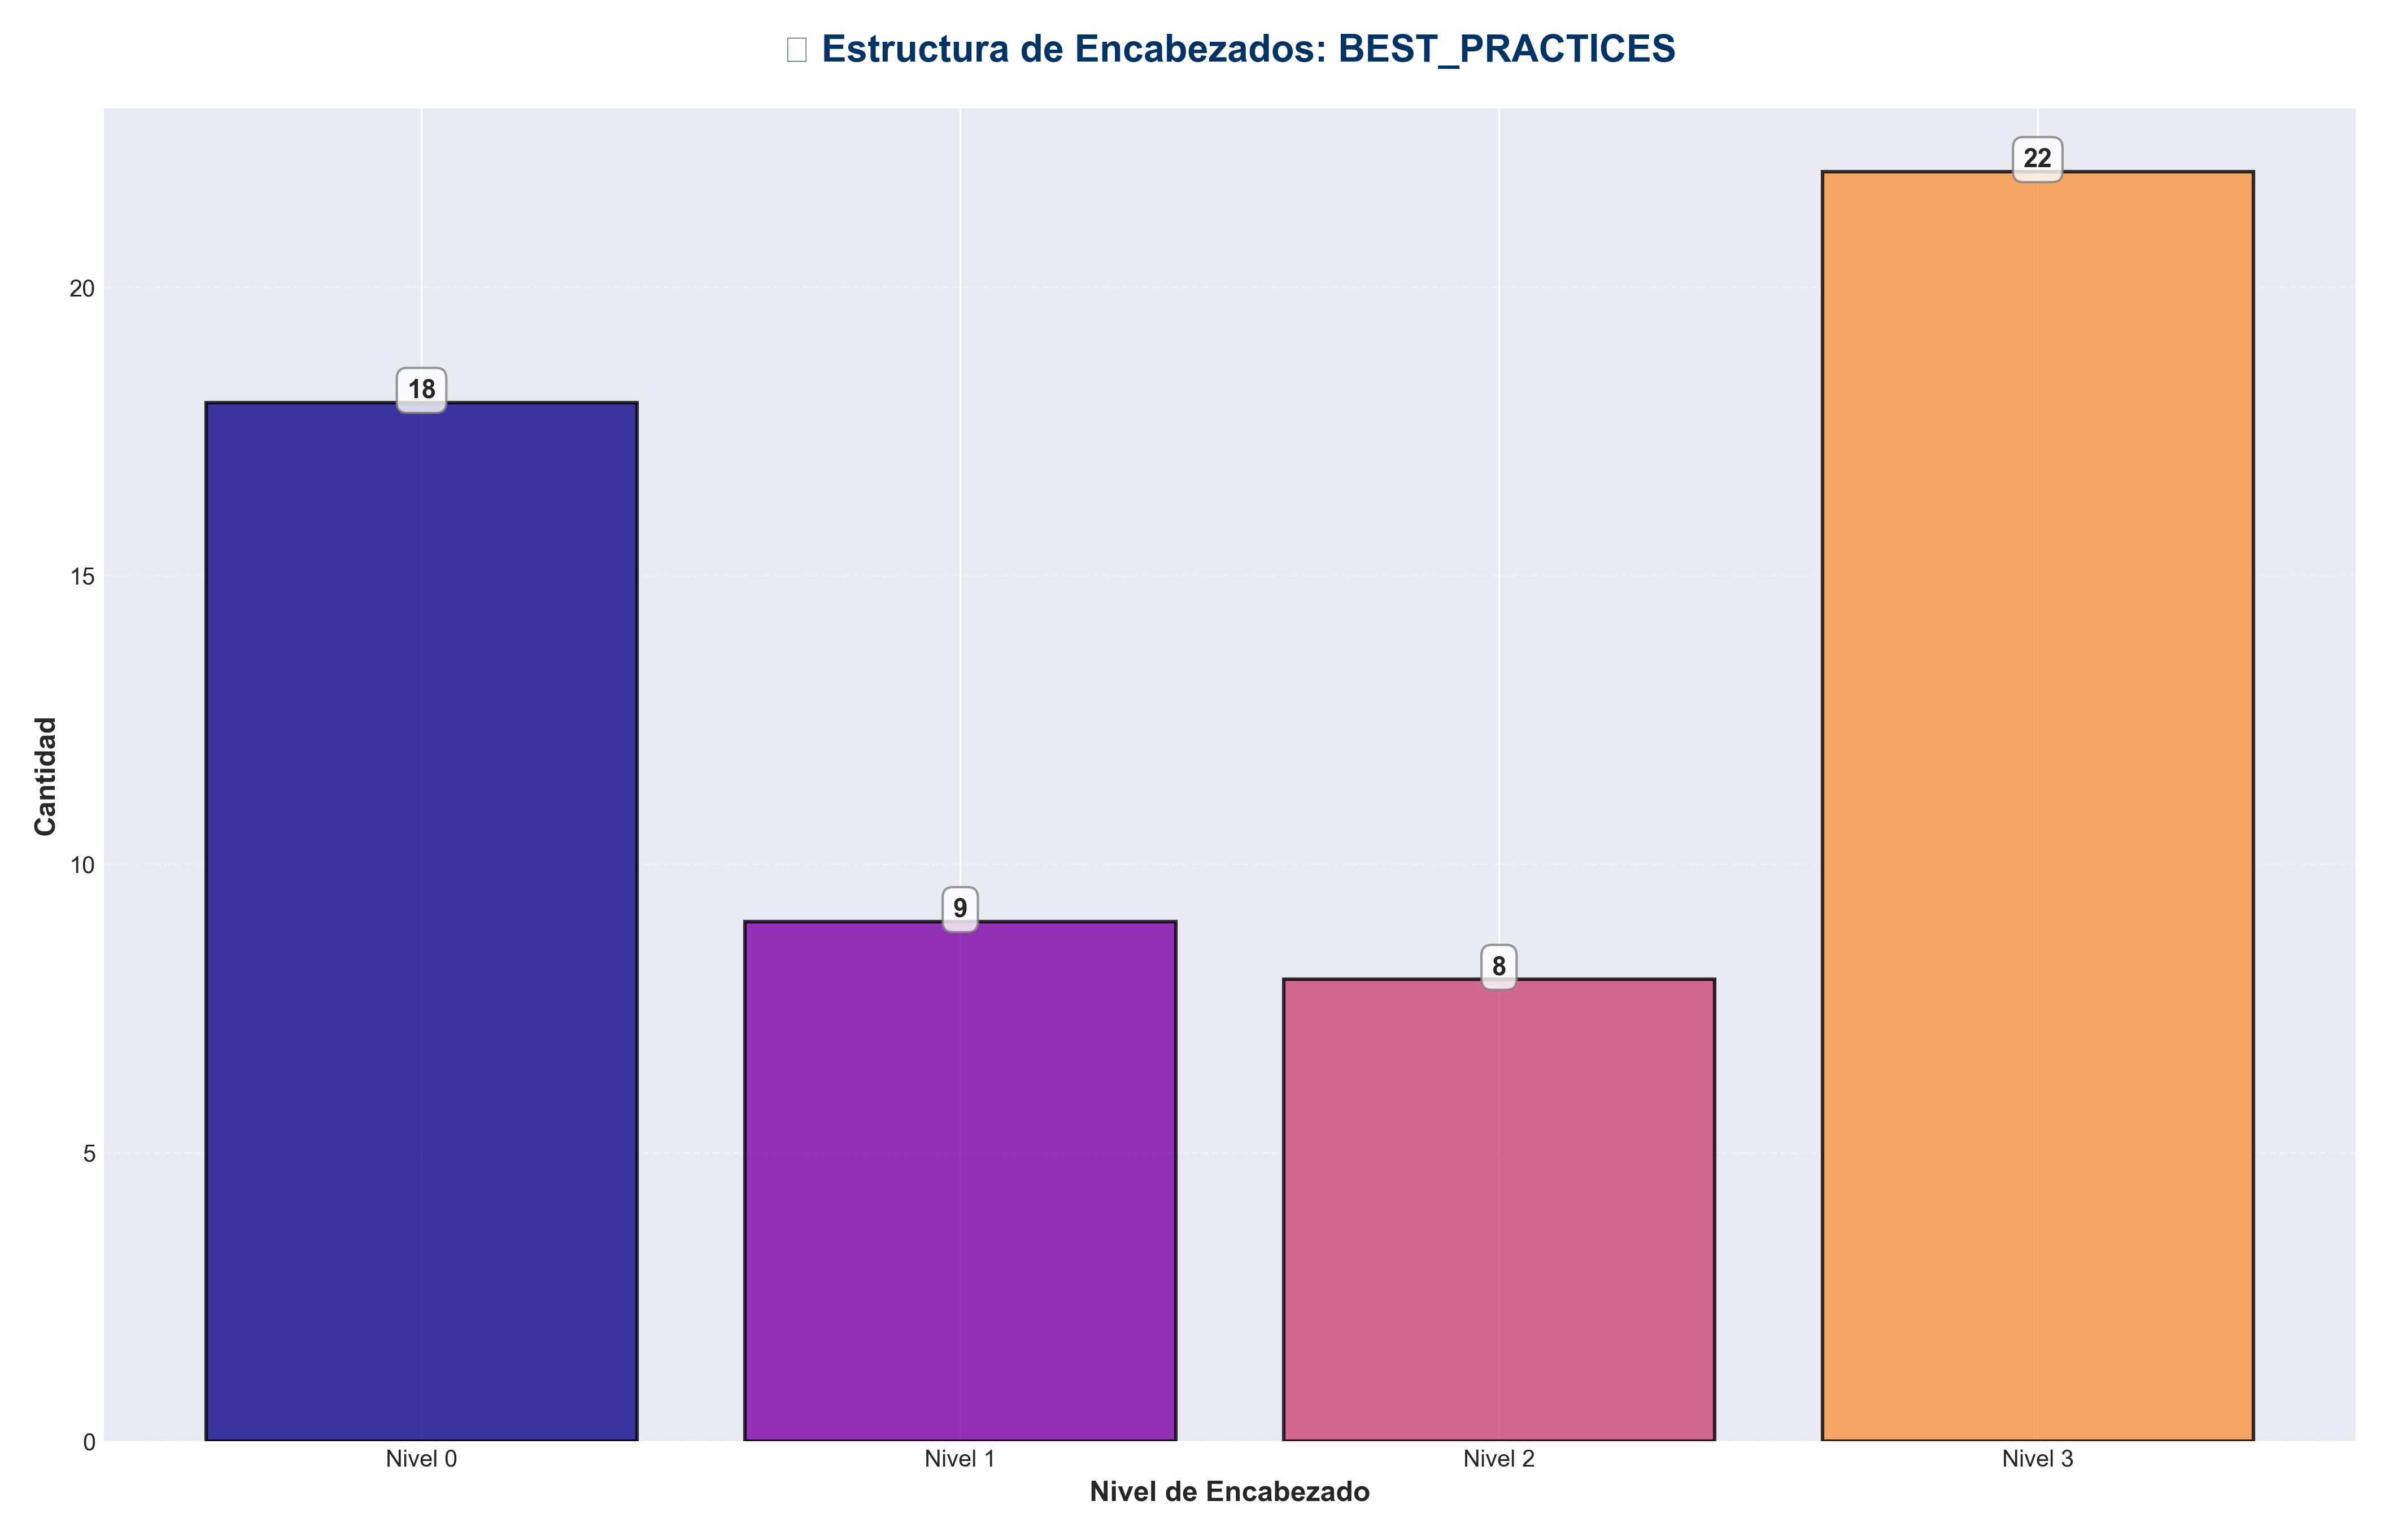 Estructura de Encabezados: BEST_PRACTICES
22
20
18
15
10
9
8
5
0
Cantidad
Nivel 0 Nivel 1 Nivel 2 Nivel 3
Nivel de Encabezado